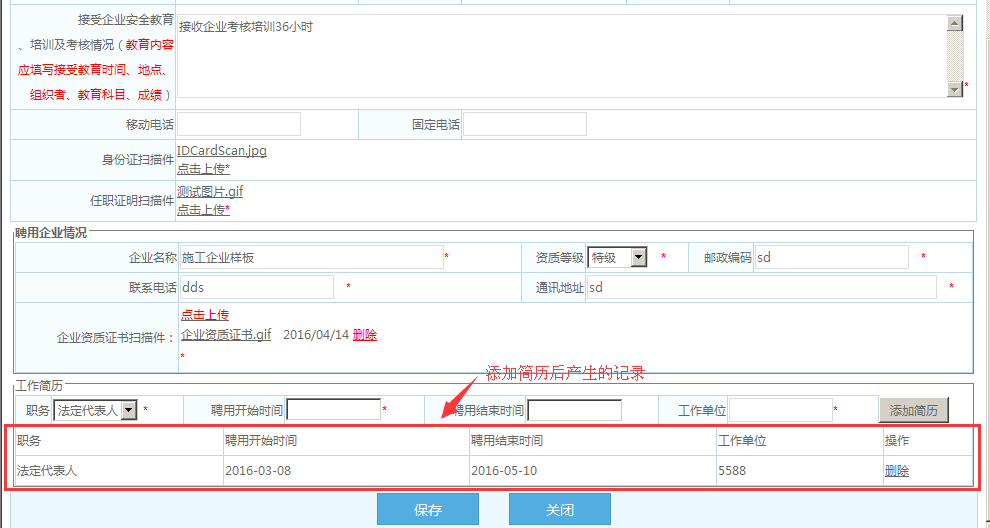 接受企业安全教育
接收企业考核培训36小时
、培训及考核情况（教育内容
应填写接受教育时间、地点、
组织者、教育科目、成绩）
*
移动电话 固定电话
身份证扫描件 IDCardScan.jpg
点击上传*
任职证明扫描件 测试图片.gif
点击上传*
聘用企业情况
企业名称 施工企业样板 * 资质等级 特级 * 邮政编码 sd *
联系电话 dds * 通讯地址 sd *
点击上传
企业资质证书扫描件： 企业资质证书.gif 2016/04/14 删除
*
添加简历后产生的记录
工作简历
职务 法定代表人 * 聘用开始时间 * 聘用结束时间 工作单位 * 添加简历
职务 聘用开始时间 聘用结束时间 工作单位 操作
法定代表人 2016-03-08 2016-05-10 5588 删除
保存 关闭